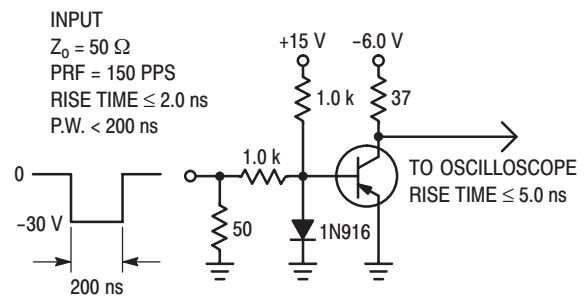 INPUT
Zo = 50 Ω
PRF = 150 PPS
RISE TIME ≤ 2.0 ns
P.W. < 200 ns
+15 V
−6.0 V
1.0 k
37
1.0 k
0
−30 V
50
1N916
TO OSCILLOSCOPE
RISE TIME ≤ 5.0 ns
200 ns